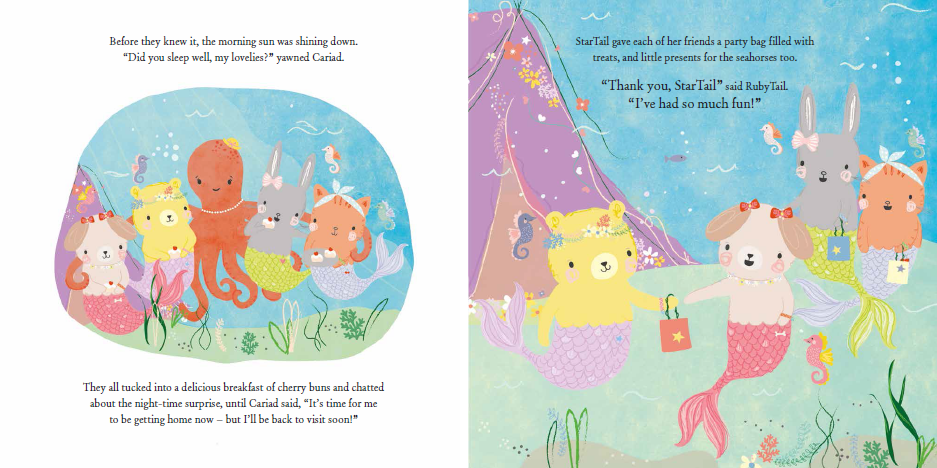 Before they knew it, the morning sun was shining down.
“Did you sleep well, my lovelies?” yawned Cariad.
They all tucked into a delicious breakfast of cherry buns and chatted
about the night-time surprise, until Cariad said, “It’s time for me
to be getting home now – but I’ll be back to visit soon!”
StarTail gave each of her friends a party bag filled with
treats, and little presents for the seahorses too.
“Thank you, StarTail” said RubyTail.
“I’ve had so much fun!”